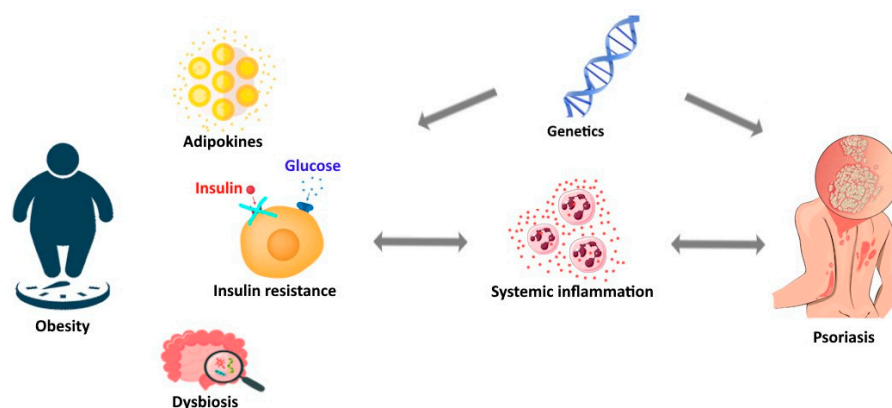 Adipokines
Genetics
Glucose
Insulin
Obesity
Insulin resistance
Systemic inflammation
Psoriasis
Dysbiosis